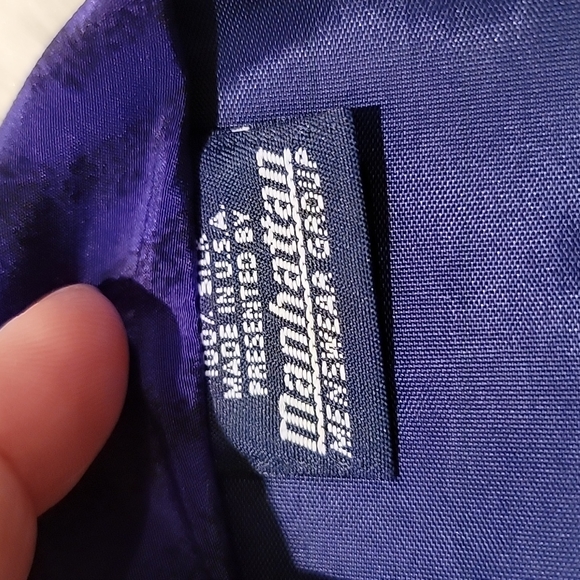 100% SILK
MADE IN U.S.A.
PRESENTED BY
Manhattan
MENSWEAR GROUP